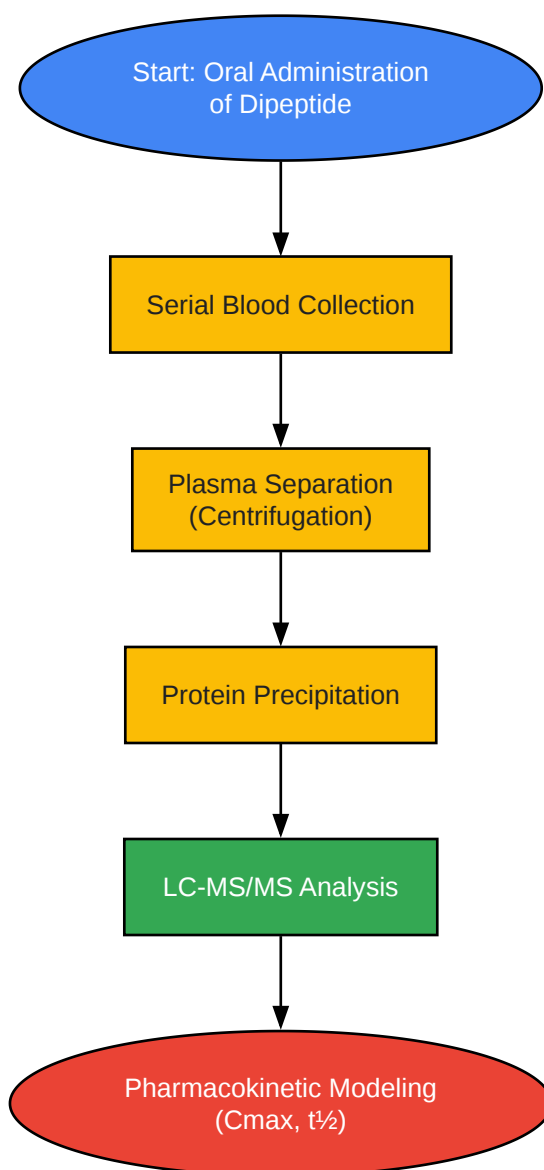 Start: Oral Administration
of Dipeptide
Serial Blood Collection
Plasma Separation
(Centrifugation)
Protein Precipitation
LC-MS/MS Analysis
Pharmacokinetic Modeling
(Cmax, t½)